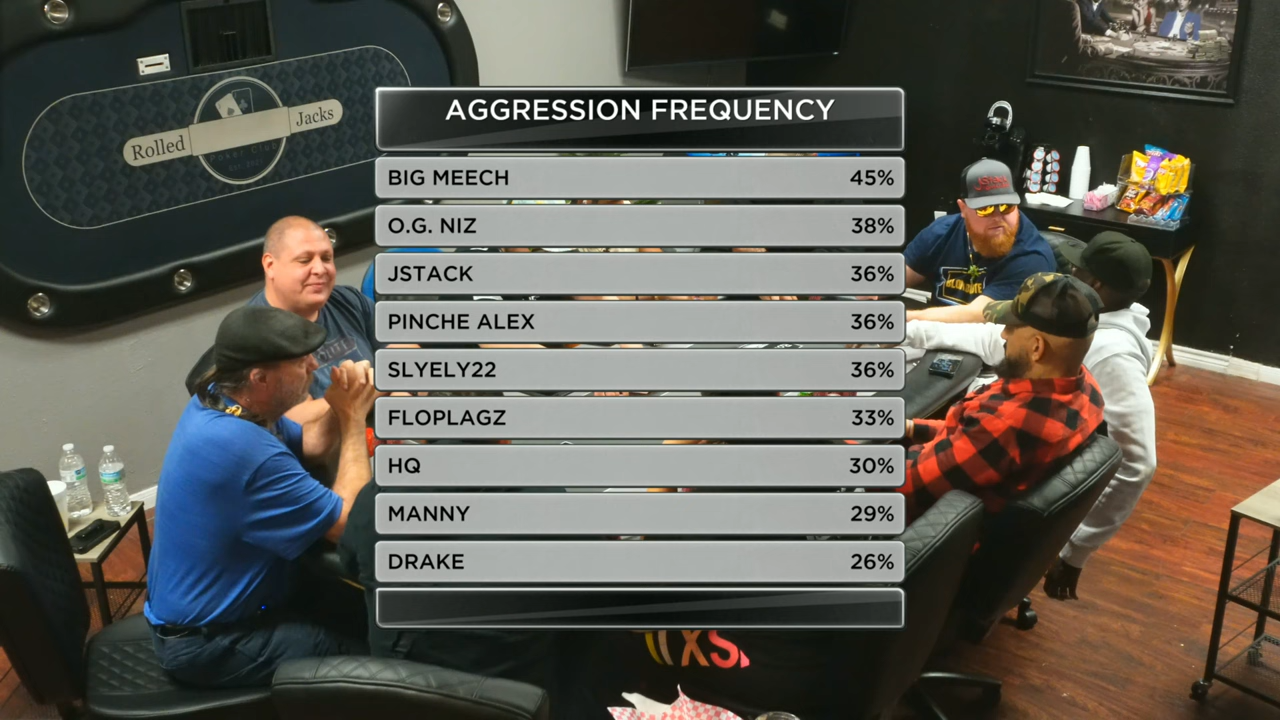 Rolled
Jacks
AGGRESSION FREQUENCY
BIG MEECH 45%
O.G. NIZ 38%
JSTACK 36%
PINCHE ALEX 36%
SLYELY22 36%
FLOPLAGZ 33%
HQ 30%
MANNY 29%
DRAKE 26%